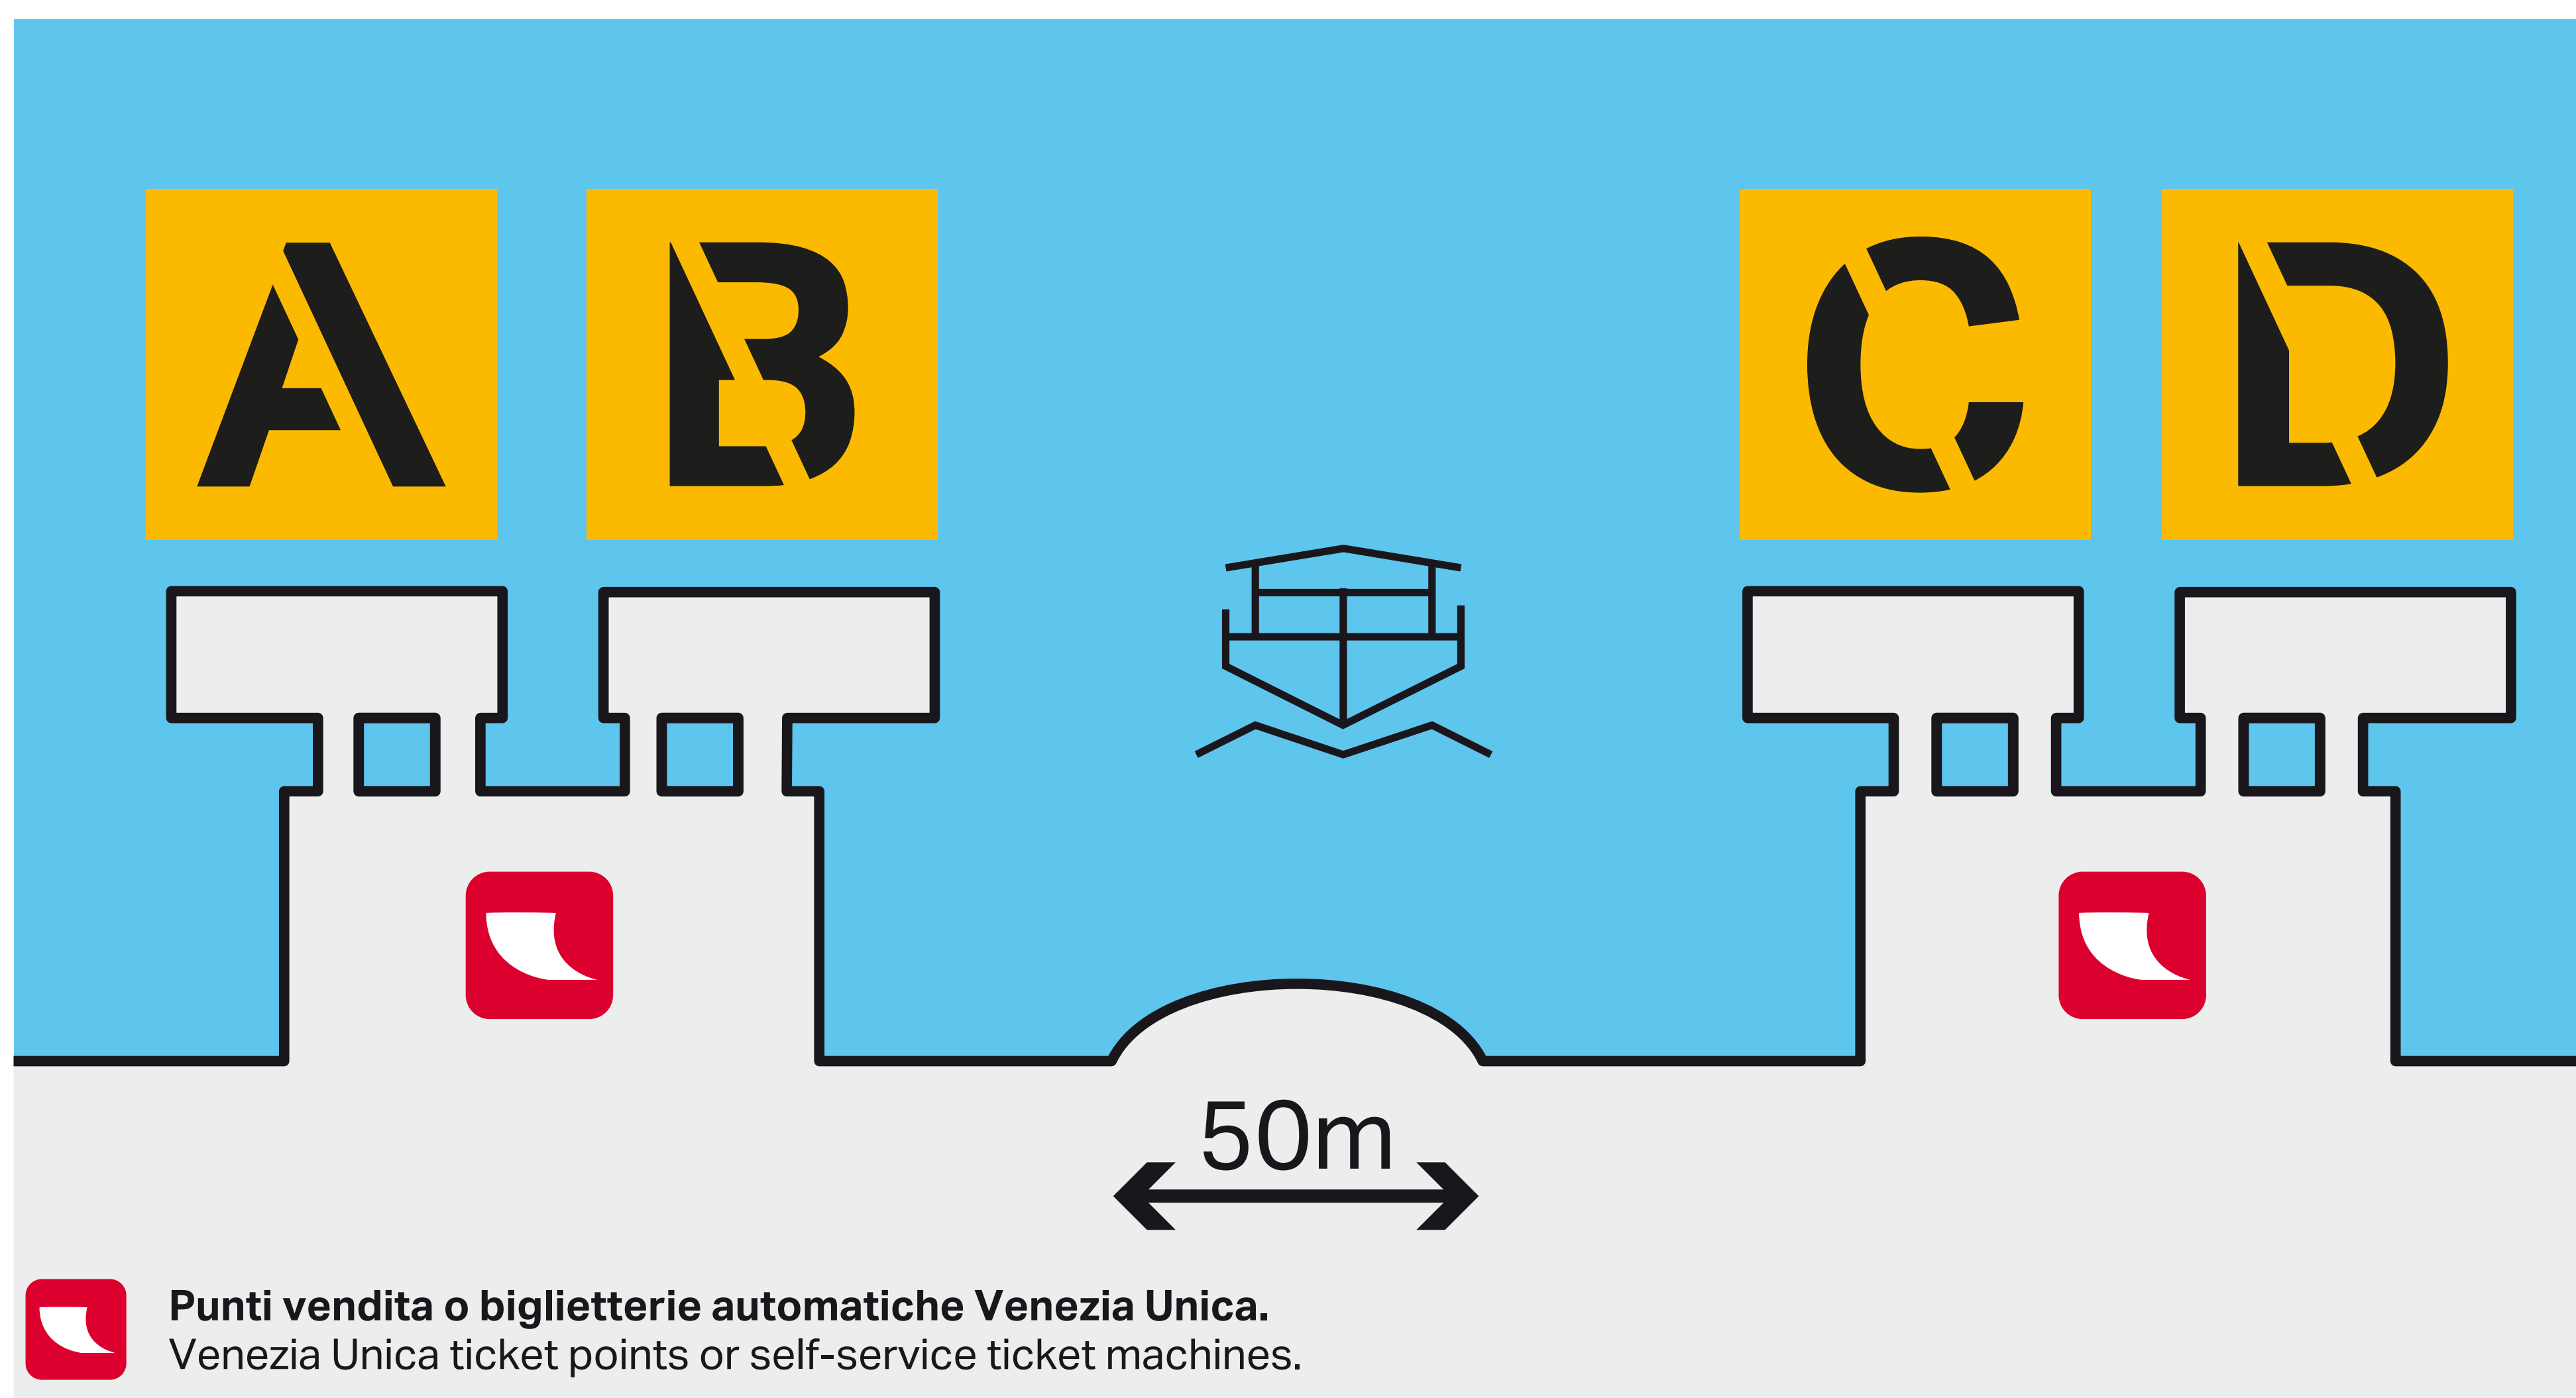 A B C D
50m
Punti vendita o biglietterie automatiche Venezia Unica.
Venezia Unica ticket points or self-service ticket machines.